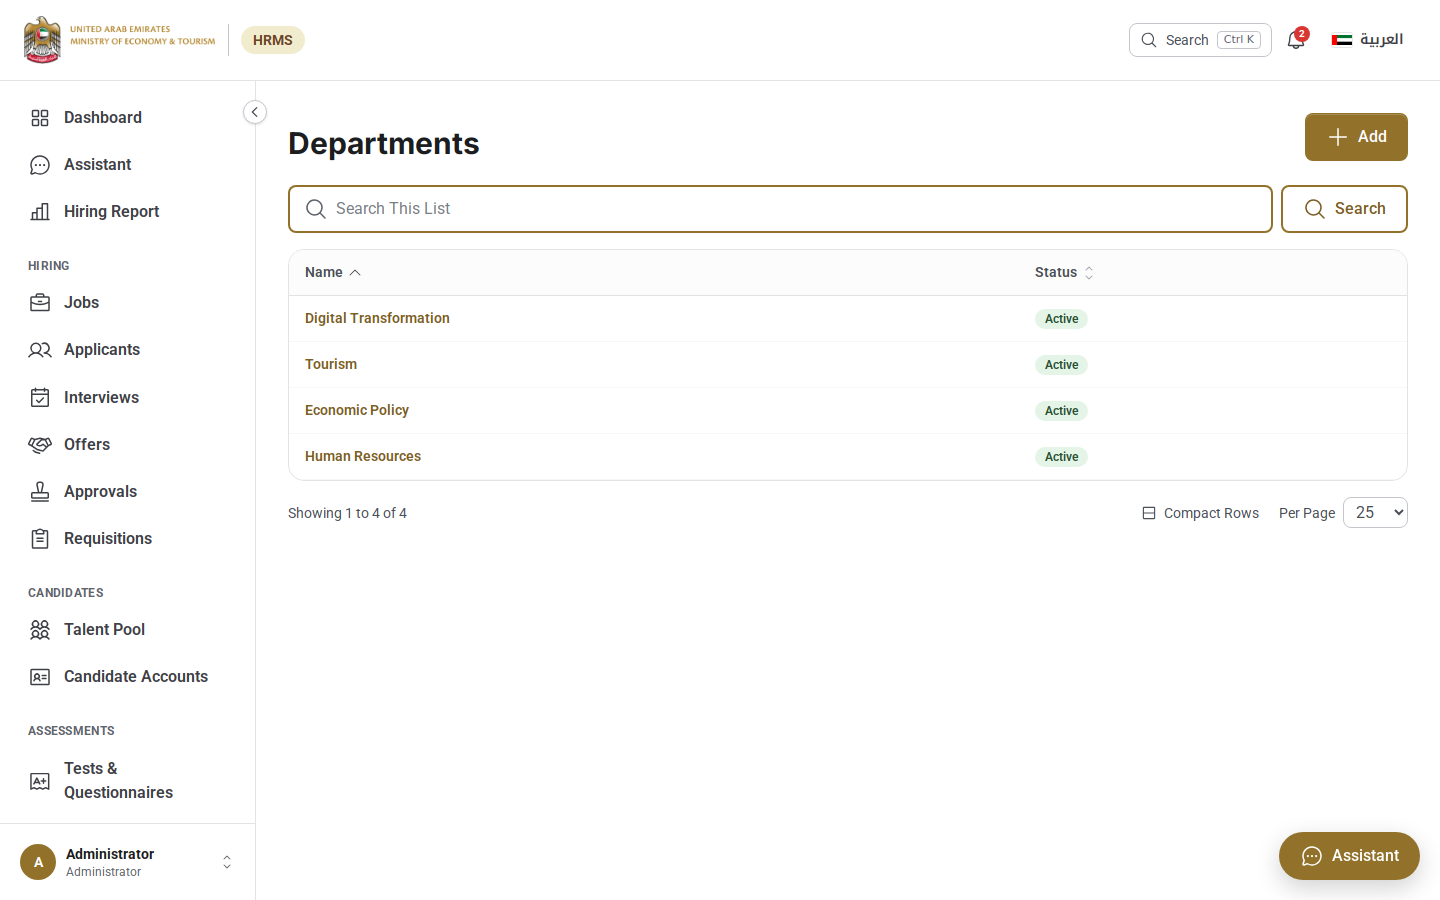 UNITED ARAB EMIRATES
MINISTRY OF ECONOMY & TOURISM
HRMS
Search
Ctrl K
2
العربية
Dashboard
Assistant
Hiring Report
HIRING
Jobs
Applicants
Interviews
Offers
Approvals
Requisitions
CANDIDATES
Talent Pool
Candidate Accounts
ASSESSMENTS
Tests &
Questionnaires
A
Administrator
Administrator
Departments
Add
Search This List
Search
Name
Status
Digital Transformation
Active
Tourism
Active
Economic Policy
Active
Human Resources
Active
Showing 1 to 4 of 4
Compact Rows
Per Page
25
Assistant